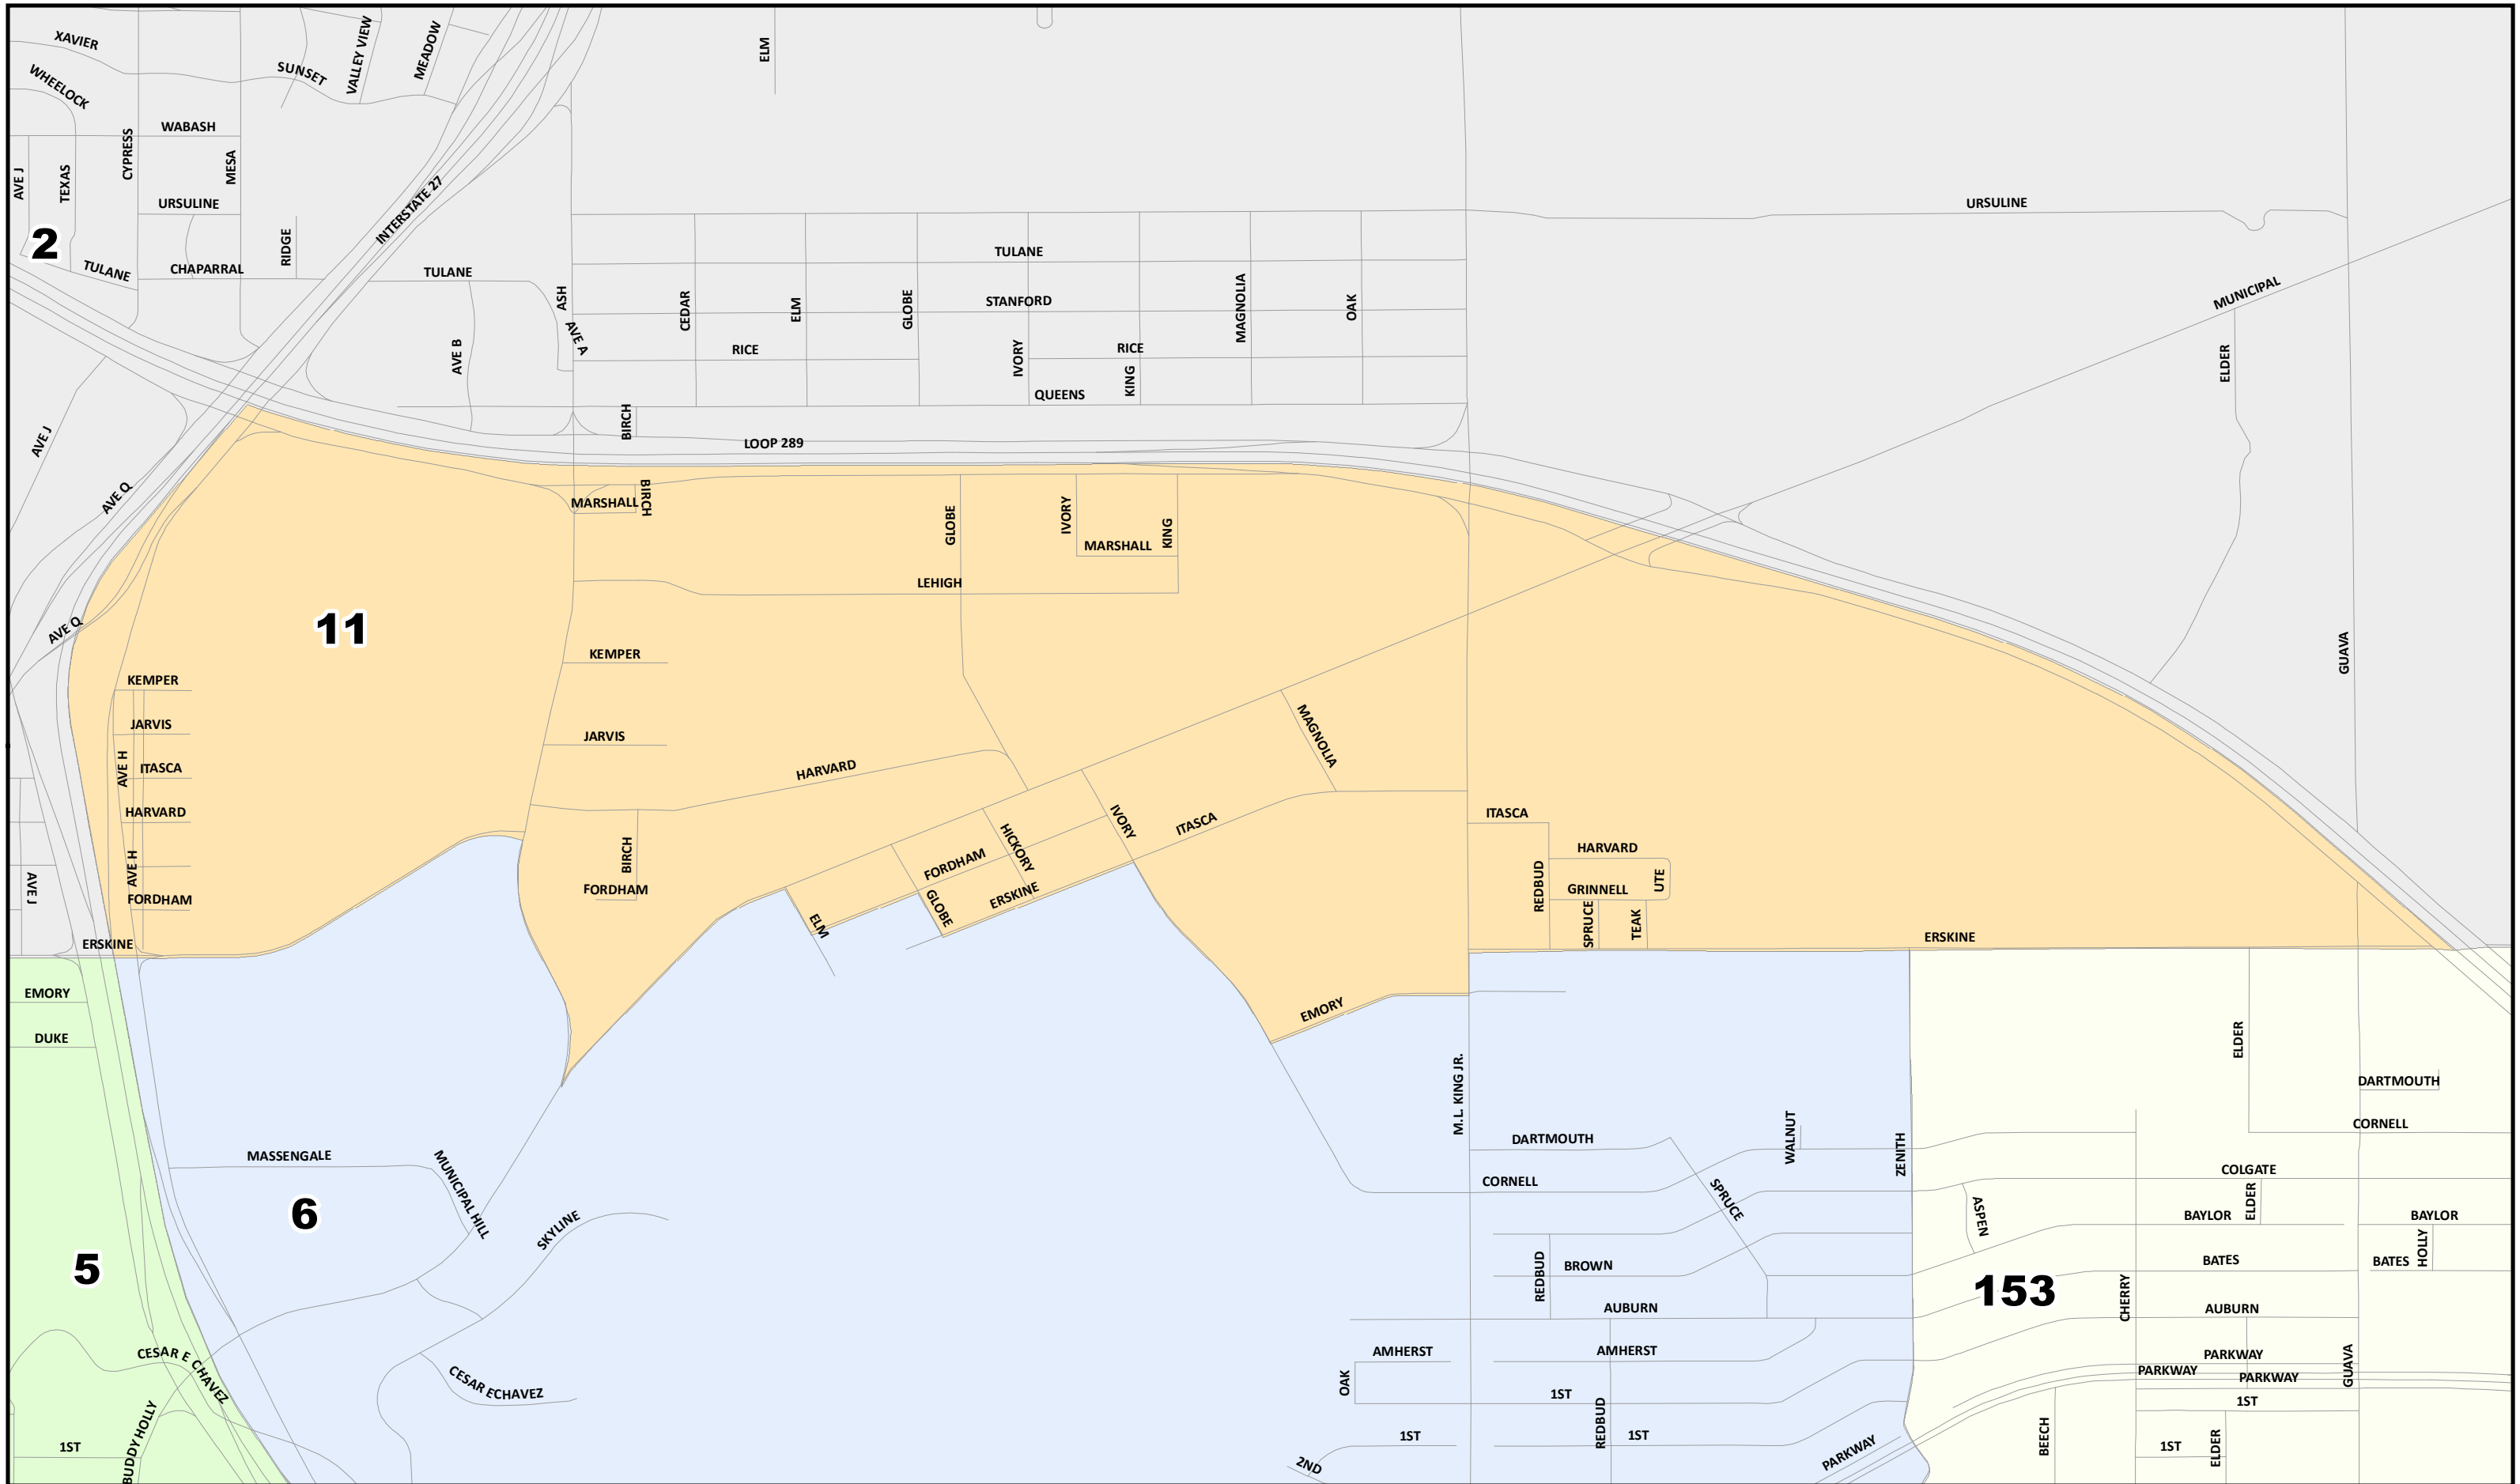 XAVIER
WHEELOCK
SUNSET
VALLEY VIEW
MEADOW
ELM
WABASH
CYPRESS
MESA
AVE J
TEXAS
URSULINE
RIDGE
INTERSTATE 27
2
TULANE
CHAPARRAL
TULANE
ASH
AVE A
AVE B
CEDAR
ELM
GLOBE
TULANE
STANFORD
MAGNOLIA
OAK
RICE
IVORY
RICE
KING
QUEENS
BIRCH
LOOP 289
URSULINE
MUNICIPAL
ELDER
GUAVA
AVE J
AVE Q
AVE Q
MARSHALL
BIRCH
GLOBE
IVORY
MARSHALL
KING
LEHIGH
11
KEMPER
KEMPER
JARVIS
JARVIS
AVE H
ITASCA
HARVARD
AVE H
FORDHAM
AVE J
ERSKINE
HARVARD
BIRCH
FORDHAM
MAGNOLIA
IVORY
ITASCA
HICKORY
FORDHAM
GLOBE
ERSKINE
ELM
ITASCA
REDBUD
HARVARD
UTE
GRINNELL
SPRUCE
TEAK
ERSKINE
EMORY
EMORY
DUKE
M.L. KING JR.
ELDER
DARTMOUTH
CORNELL
MASSENGALE
MUNICIPAL HILL
6
SKYLINE
5
DARTMOUTH
WALNUT
ZENITH
CORNELL
SPRUCE
COLGATE
ELDER
ASPEN
BAYLOR
BAYLOR
HOLLY
BATES
BATES
REDBUD
BROWN
153
CHERRY
AUBURN
AUBURN
CESAR E CHAVEZ
CESAR ECHAVEZ
AMHERST
AMHERST
PARKWAY
PARKWAY
PARKWAY
GUAVA
OAK
1ST
1ST
REDBUD
BUDDY HOLLY
1ST
1ST
1ST
2ND
PARKWAY
BEECH
1ST
ELDER